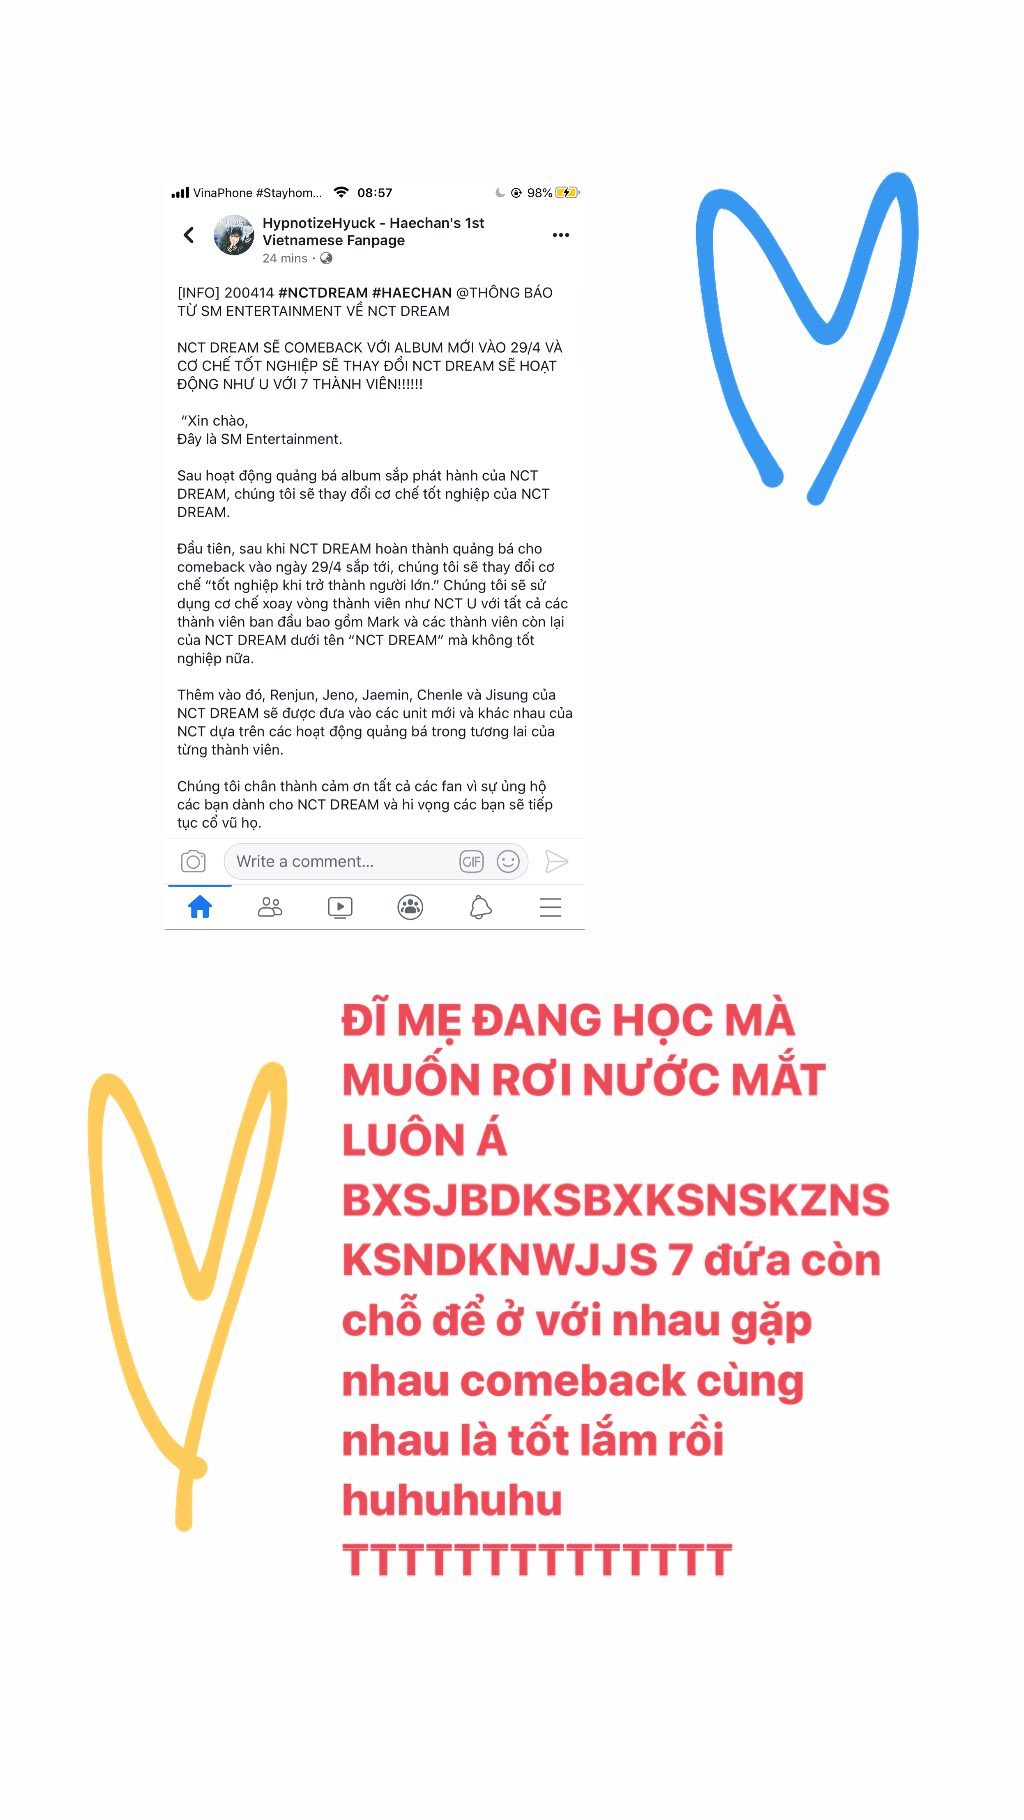 VinaPhone #Stayhom... 08:57 98%
HypnotizeHyuck - Haechan's 1st
Vietnamese Fanpage
24 mins ·
[INFO] 200414 #NCTDREAM #HAECHAN @THÔNG BÁO
TỪ SM ENTERTAINMENT VỀ NCT DREAM
NCT DREAM SẼ COMEBACK VỚI ALBUM MỚI VÀO 29/4 VÀ
CƠ CHẾ TỐT NGHIỆP SẼ THAY ĐỔI NCT DREAM SẼ HOẠT
ĐỘNG NHƯ U VỚI 7 THÀNH VIÊN!!!!!!
“Xin chào,
Đây là SM Entertainment.
Sau hoạt động quảng bá album sắp phát hành của NCT
DREAM, chúng tôi sẽ thay đổi cơ chế tốt nghiệp của NCT
DREAM.
Đầu tiên, sau khi NCT DREAM hoàn thành quảng bá cho
comeback vào ngày 29/4 sắp tới, chúng tôi sẽ thay đổi cơ
chế “tốt nghiệp khi trở thành người lớn.” Chúng tôi sẽ sử
dụng cơ chế xoay vòng thành viên như NCT U với tất cả các
thành viên ban đầu bao gồm Mark và các thành viên còn lại
của NCT DREAM dưới tên “NCT DREAM” mà không tốt
nghiệp nữa.
Thêm vào đó, Renjun, Jeno, Jaemin, Chenle và Jisung của
NCT DREAM sẽ được đưa vào các unit mới và khác nhau của
NCT dựa trên các hoạt động quảng bá trong tương lai của
từng thành viên.
Chúng tôi chân thành cảm ơn tất cả các fan vì sự ủng hộ
các bạn dành cho NCT DREAM và hi vọng các bạn sẽ tiếp
tục cổ vũ họ.
Write a comment... GIF
ĐĨ MẸ ĐANG HỌC MÀ
MUỐN RƠI NƯỚC MẮT
LUÔN Á
BXSJBDKSBXKSNSKZNS
KSNDKNWJJS 7 đứa còn
chỗ để ở với nhau gặp
nhau comeback cùng
nhau là tốt lắm rồi
huhuhuhu
TTTTTTTTTTTTTT